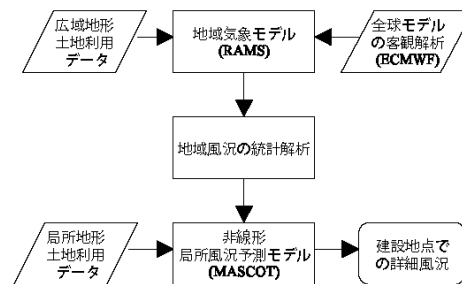 広域地形
土地利用
データ
地域気象モデル
(RAMS)
全球モデル
の客観解析
(ECMWF)
地域風況の統計解析
局所地形
土地利用
データ
非線形
局所風況予測モデル
(MASCOT)
建設地点で
の詳細風況